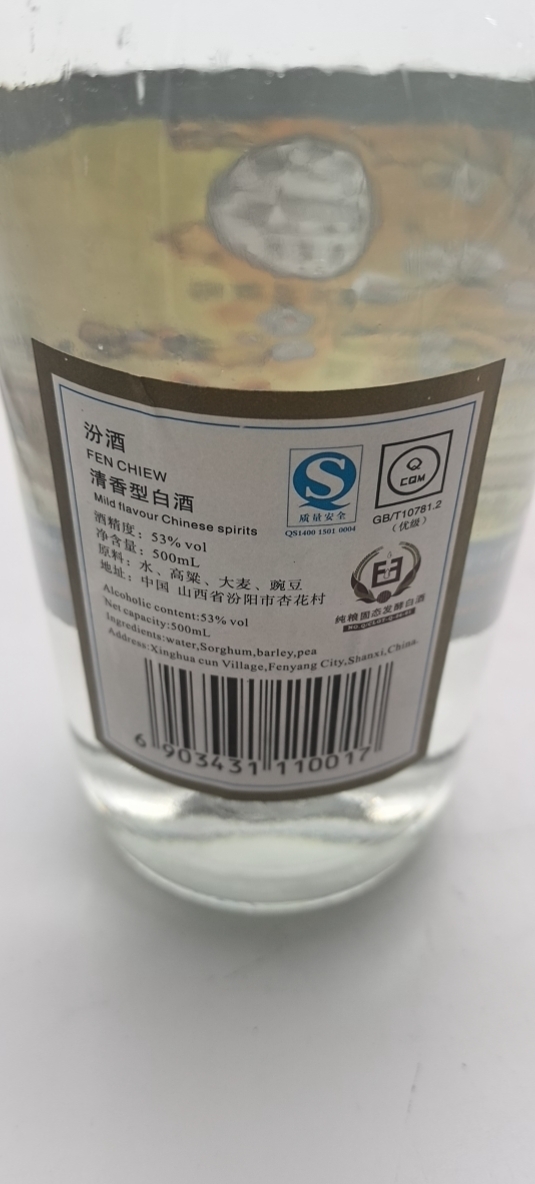 汾酒
FEN CHIEW
清香型白酒
Mild flavour Chinese spirits
酒精度：53% vol
净含量：500mL
原料：水、高粱、大麦、豌豆
地址：中国 山西省汾阳市杏花村
Alcoholic content:53% vol
Net capacity:500mL
Ingredients:water,Sorghum,barley,pea
Address:Xinghua cun Village,Fenyang City,Shanxi,China.
质量安全
QS1400 1501 0004
Q
CQM
GB/T10781.2
（优级）
纯粮固态发酵白酒
6 903431 110017